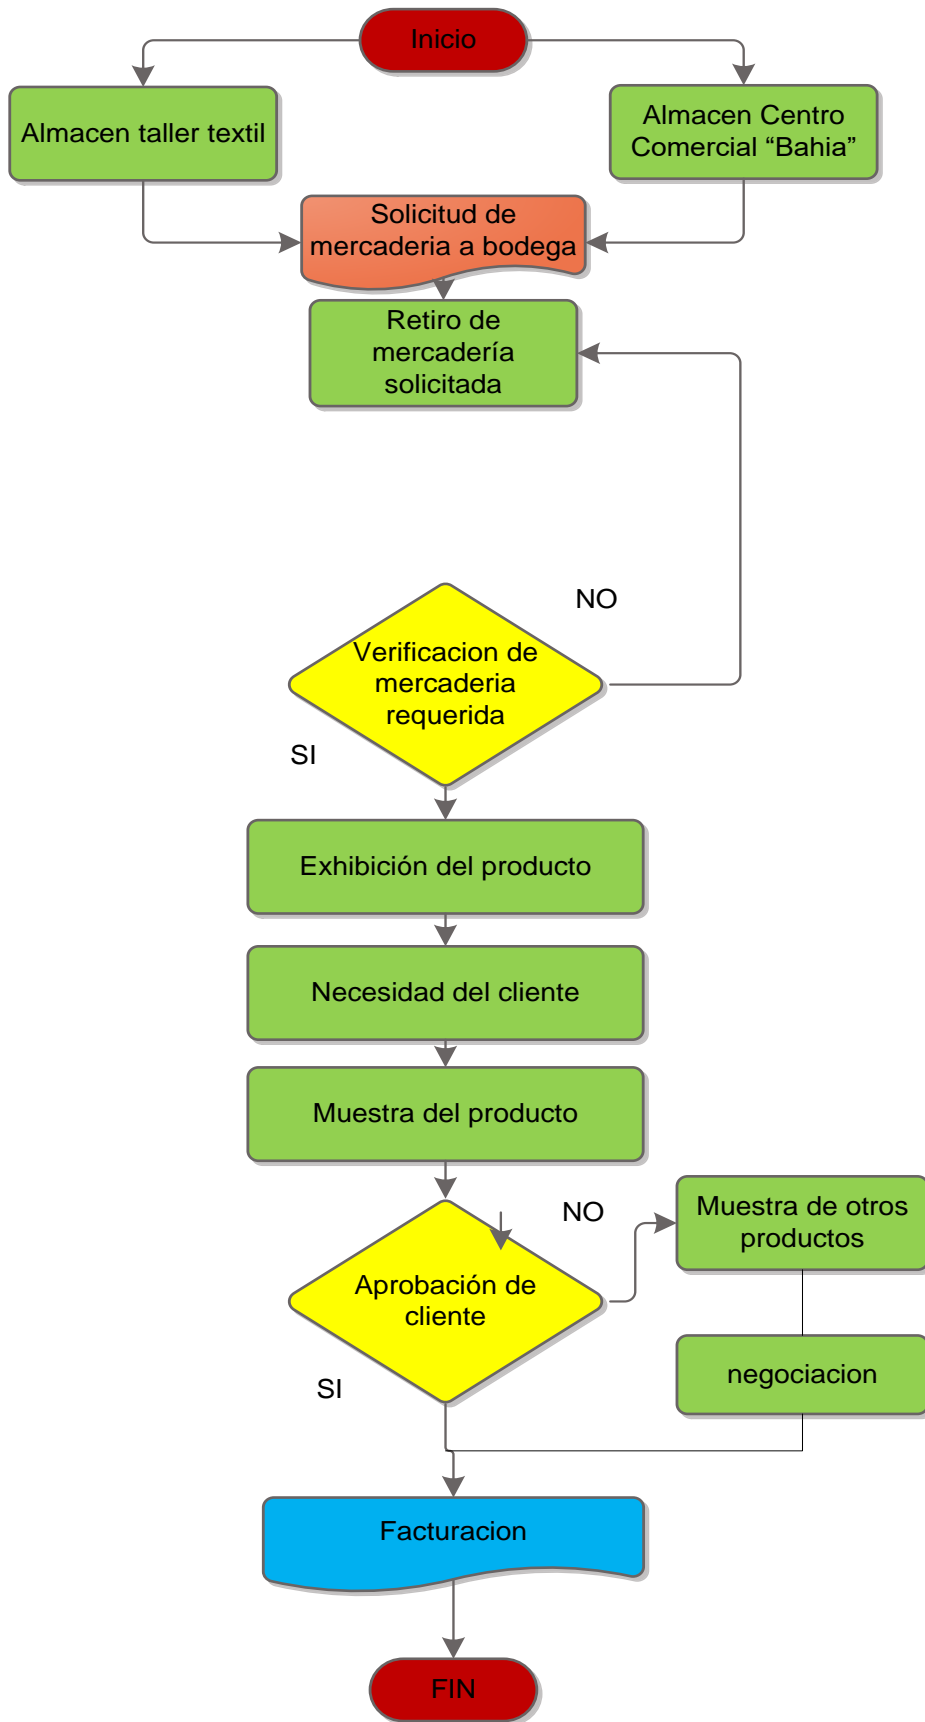 Inicio
Almacen taller textil
Almacen Centro
Comercial “Bahia”
Solicitud de
mercaderia a bodega
Retiro de
mercadería
solicitada
NO
Verificacion de
mercaderia
requerida
SI
Exhibición del producto
Necesidad del cliente
Muestra del producto
NO
Muestra de otros
productos
Aprobación de
cliente
negociacion
SI
Facturacion
FIN